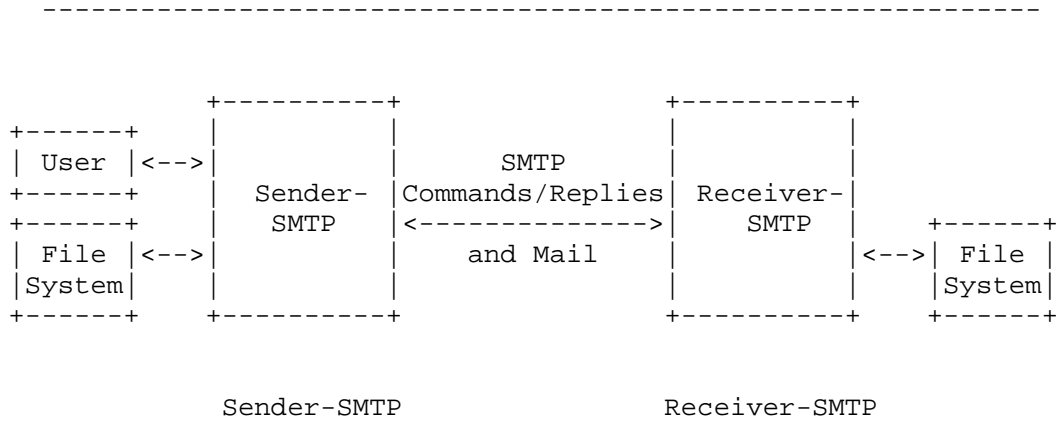 User
Sender-
SMTP
File
System
SMTP
Commands/Replies
and Mail
Receiver-
SMTP
File
System
Sender-SMTP
Receiver-SMTP